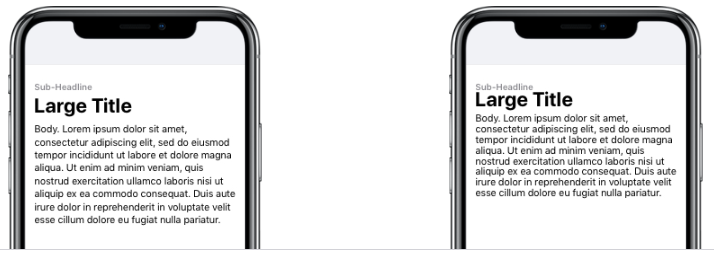 Sub-Headline
Large Title
Body. Lorem ipsum dolor sit amet,
consectetur adipiscing elit, sed do eiusmod
tempor incididunt ut labore et dolore magna
aliqua. Ut enim ad minim veniam, quis
nostrud exercitation ullamco laboris nisi ut
aliquip ex ea commodo consequat. Duis aute
irure dolor in reprehenderit in voluptate velit
esse cillum dolore eu fugiat nulla pariatur.
Sub-Headline
Large Title
Body. Lorem ipsum dolor sit amet,
consectetur adipiscing elit, sed do eiusmod
tempor incididunt ut labore et dolore magna
aliqua. Ut enim ad minim veniam, quis
nostrud exercitation ullamco laboris nisi ut
aliquip ex ea commodo consequat. Duis aute
irure dolor in reprehenderit in voluptate velit
esse cillum dolore eu fugiat nulla pariatur.